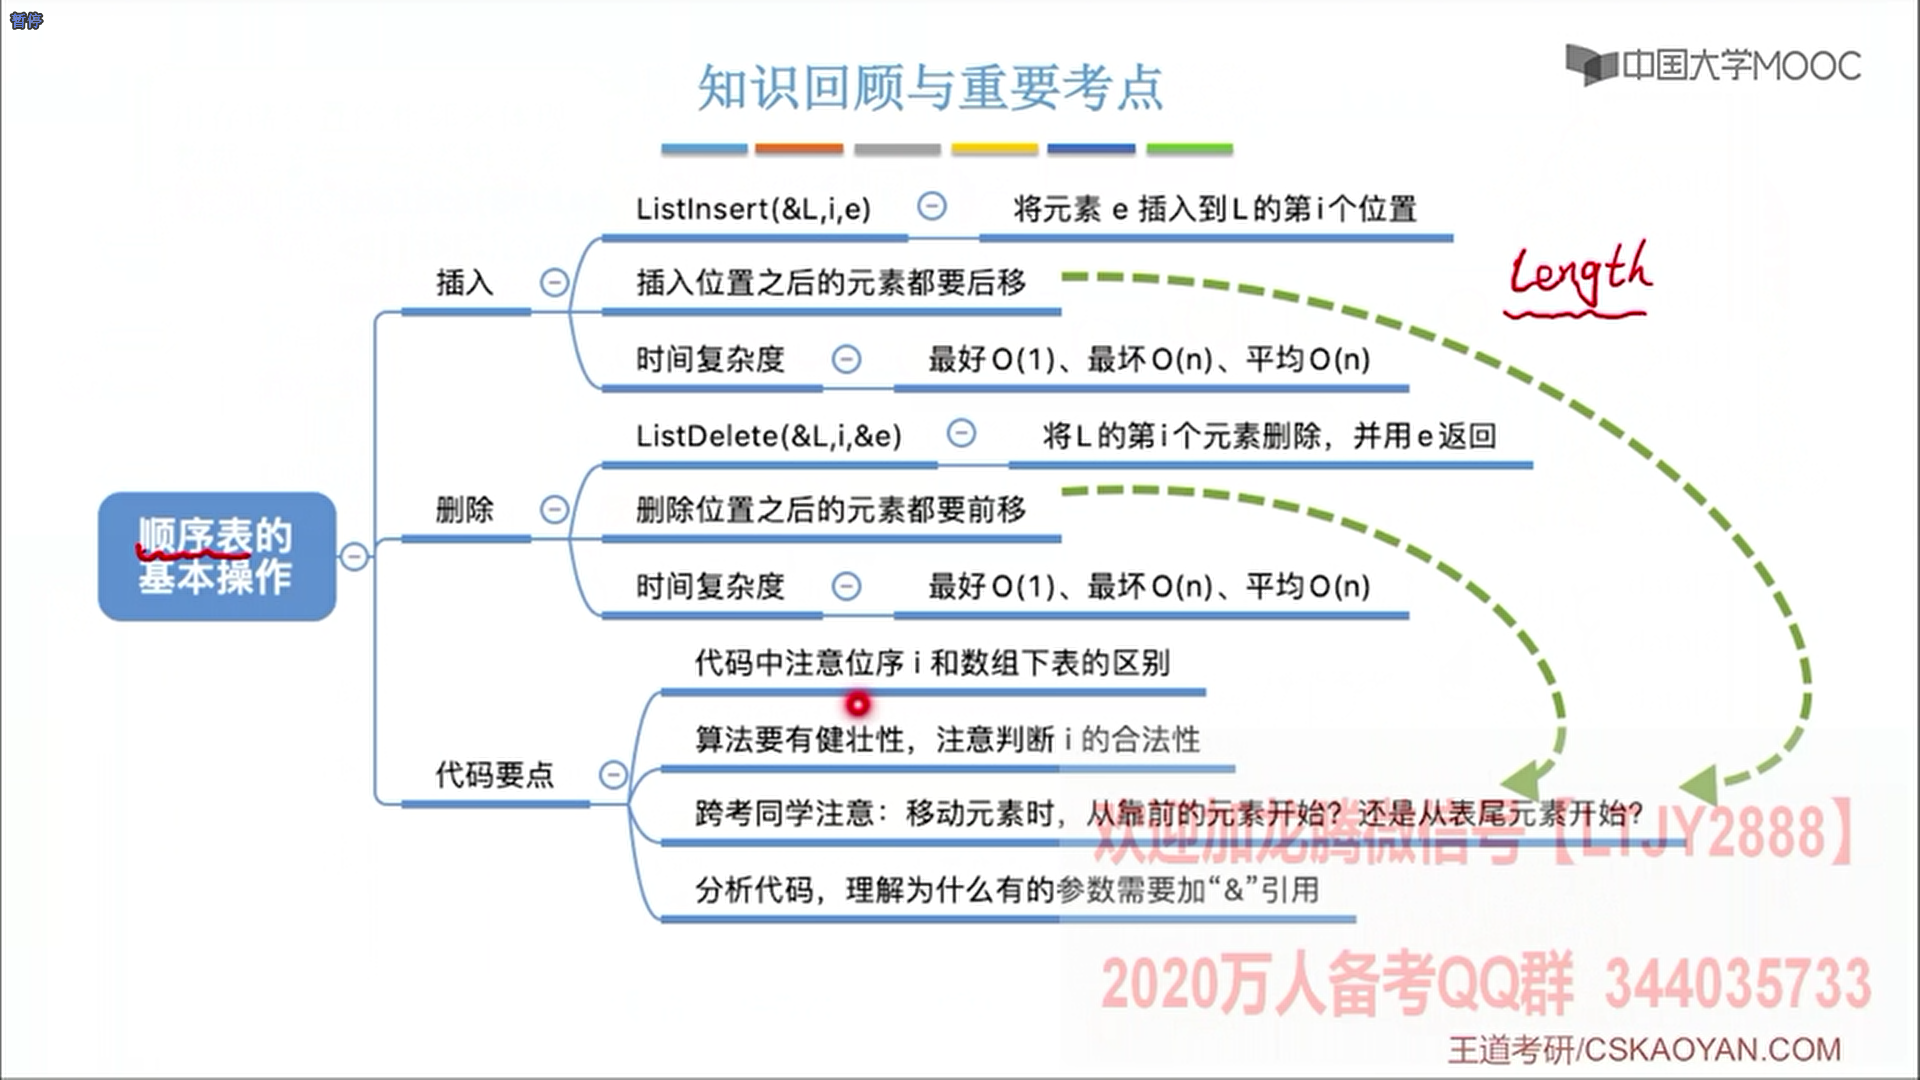 暂停
中国大学MOOC
知识回顾与重要考点
ListInsert(&L,i,e)
将元素 e 插入到L的第i个位置
Length
插入
插入位置之后的元素都要后移
时间复杂度
最好O(1)、最坏O(n)、平均O(n)
ListDelete(&L,i,&e)
将L的第i个元素删除，并用e返回
删除
删除位置之后的元素都要前移
顺序表的
基本操作
时间复杂度
最好O(1)、最坏O(n)、平均O(n)
代码中注意位序 i 和数组下表的区别
算法要有健壮性，注意判断 i 的合法性
代码要点
跨考同学注意：移动元素时，从靠前的元素开始？还是从表尾元素开始？
欢迎加龙腾微信号【LTJY2888】
分析代码，理解为什么有的参数需要加“&”引用
2020万人备考QQ群 344035733
王道考研/CSKAOYAN.COM